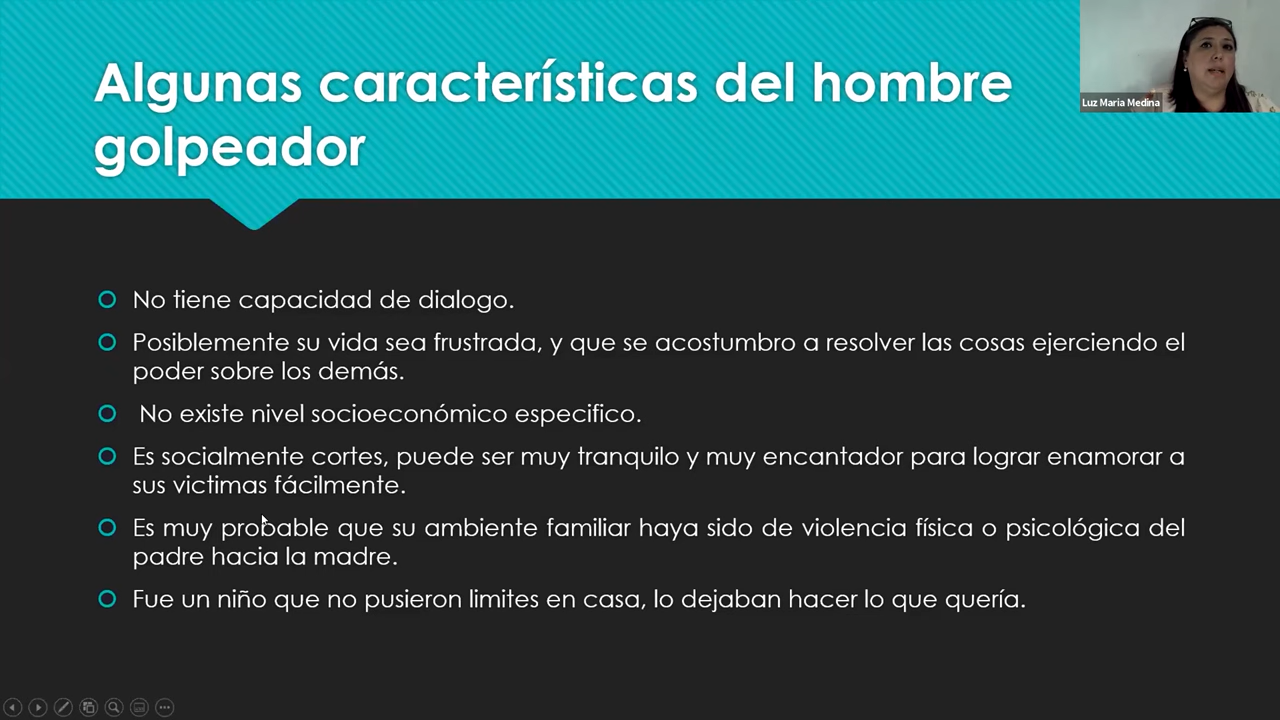 Algunas características del hombre
golpeador
Luz Maria Medina
No tiene capacidad de dialogo.
Posiblemente su vida sea frustrada, y que se acostumbro a resolver las cosas ejerciendo el
poder sobre los demás.
No existe nivel socioeconómico especifico.
Es socialmente cortes, puede ser muy tranquilo y muy encantador para lograr enamorar a
sus victimas fácilmente.
Es muy probable que su ambiente familiar haya sido de violencia física o psicológica del
padre hacia la madre.
Fue un niño que no pusieron limites en casa, lo dejaban hacer lo que quería.